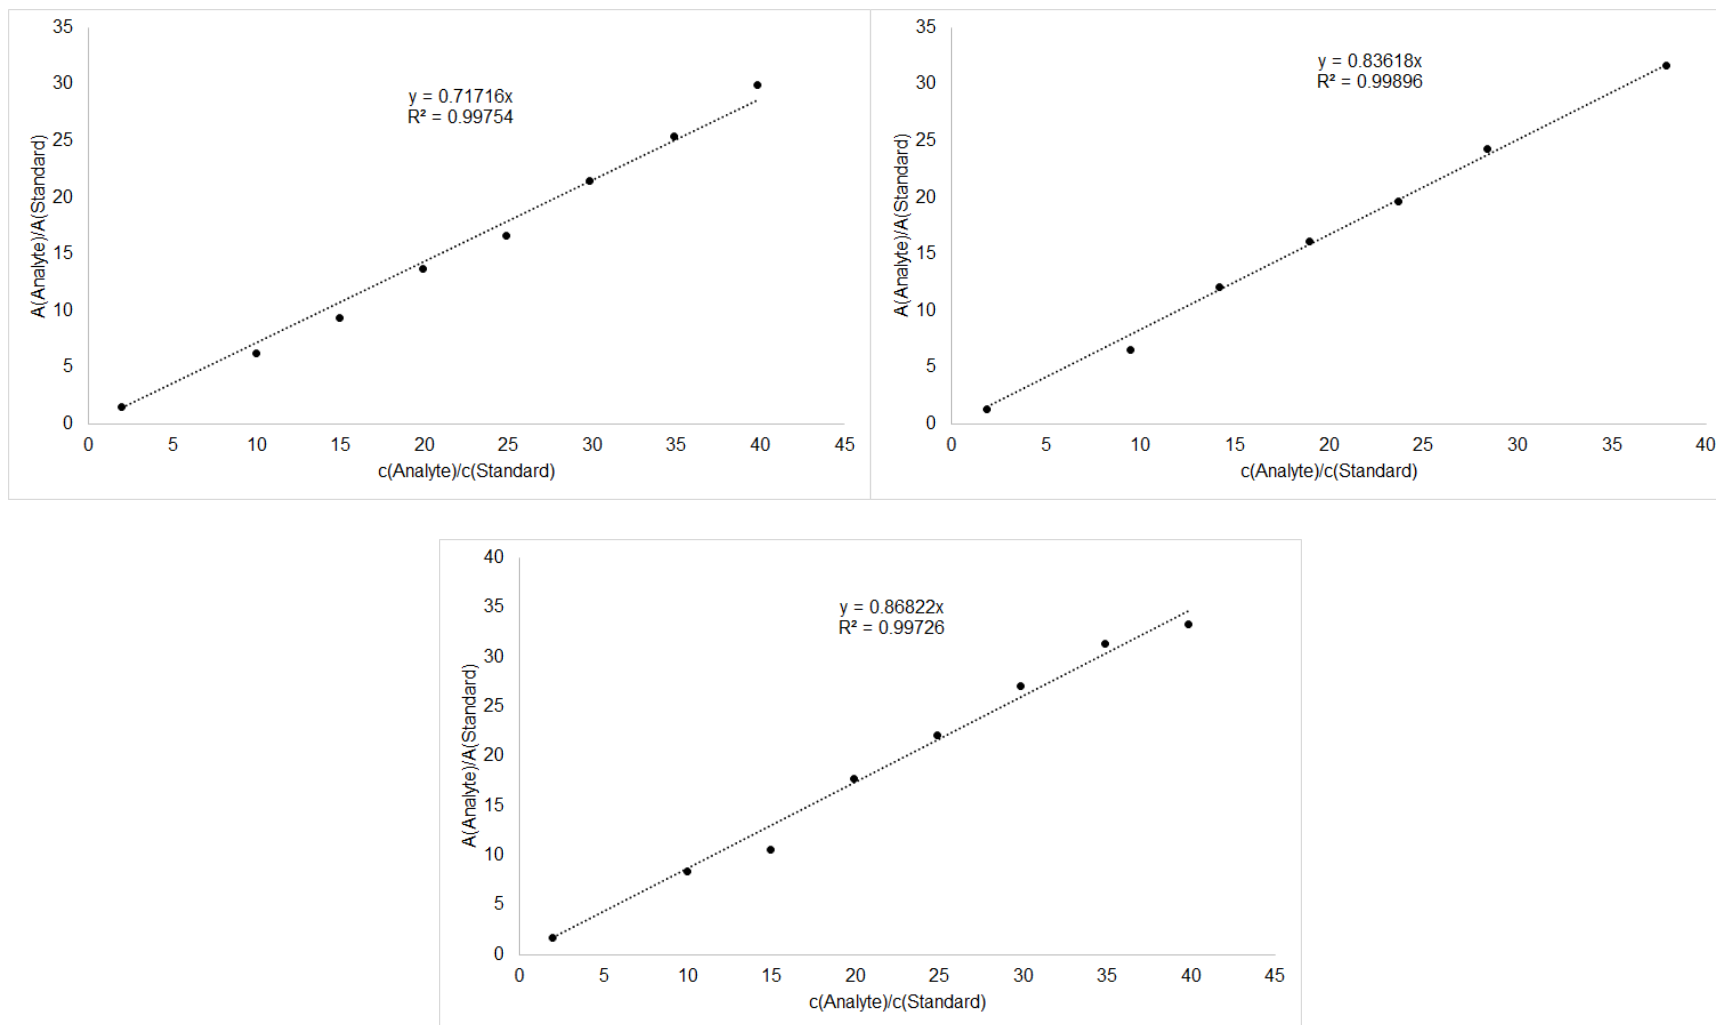 35
30
25
20
15
10
5
0
A(Analyte)/A(Standard)
y = 0.71716x
R² = 0.99754
0 5 10 15 20 25 30 35 40 45
c(Analyte)/c(Standard)
35
30
25
20
15
10
5
0
A(Analyte)/A(Standard)
y = 0.83618x
R² = 0.99896
0 5 10 15 20 25 30 35 40
c(Analyte)/c(Standard)
40
35
30
25
20
15
10
5
0
A(Analyte)/A(Standard)
y = 0.86822x
R² = 0.99726
0 5 10 15 20 25 30 35 40 45
c(Analyte)/c(Standard)